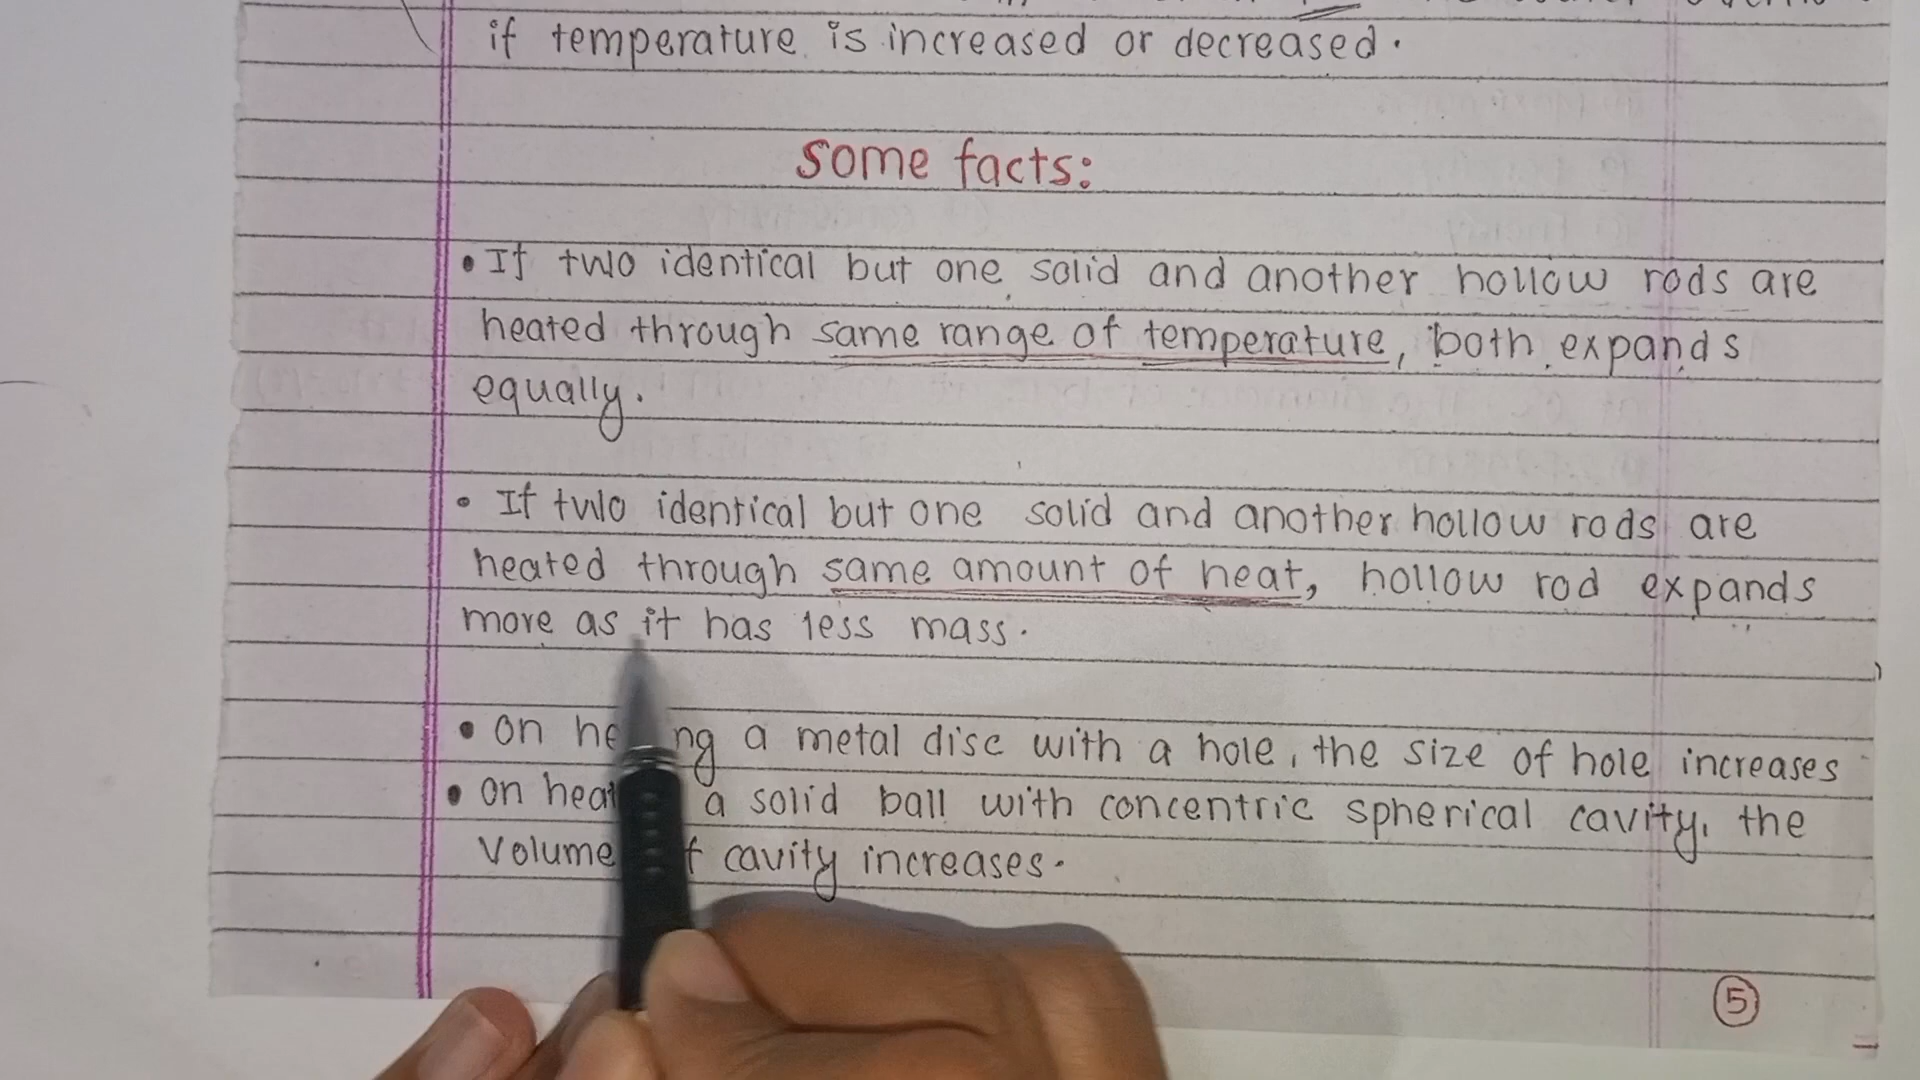 if temperature is increased or decreased.
some facts:
• If two identical but one solid and another hollow rods are
heated through same range of temperature, both expands
equally.
• If two identical but one solid and another hollow rods are
heated through same amount of heat, hollow rod expands
more as it has less mass.
• on a metal disc with a hole, the size of hole increases
• on a solid ball with concentric spherical cavity, the
volume cavity increases.
5